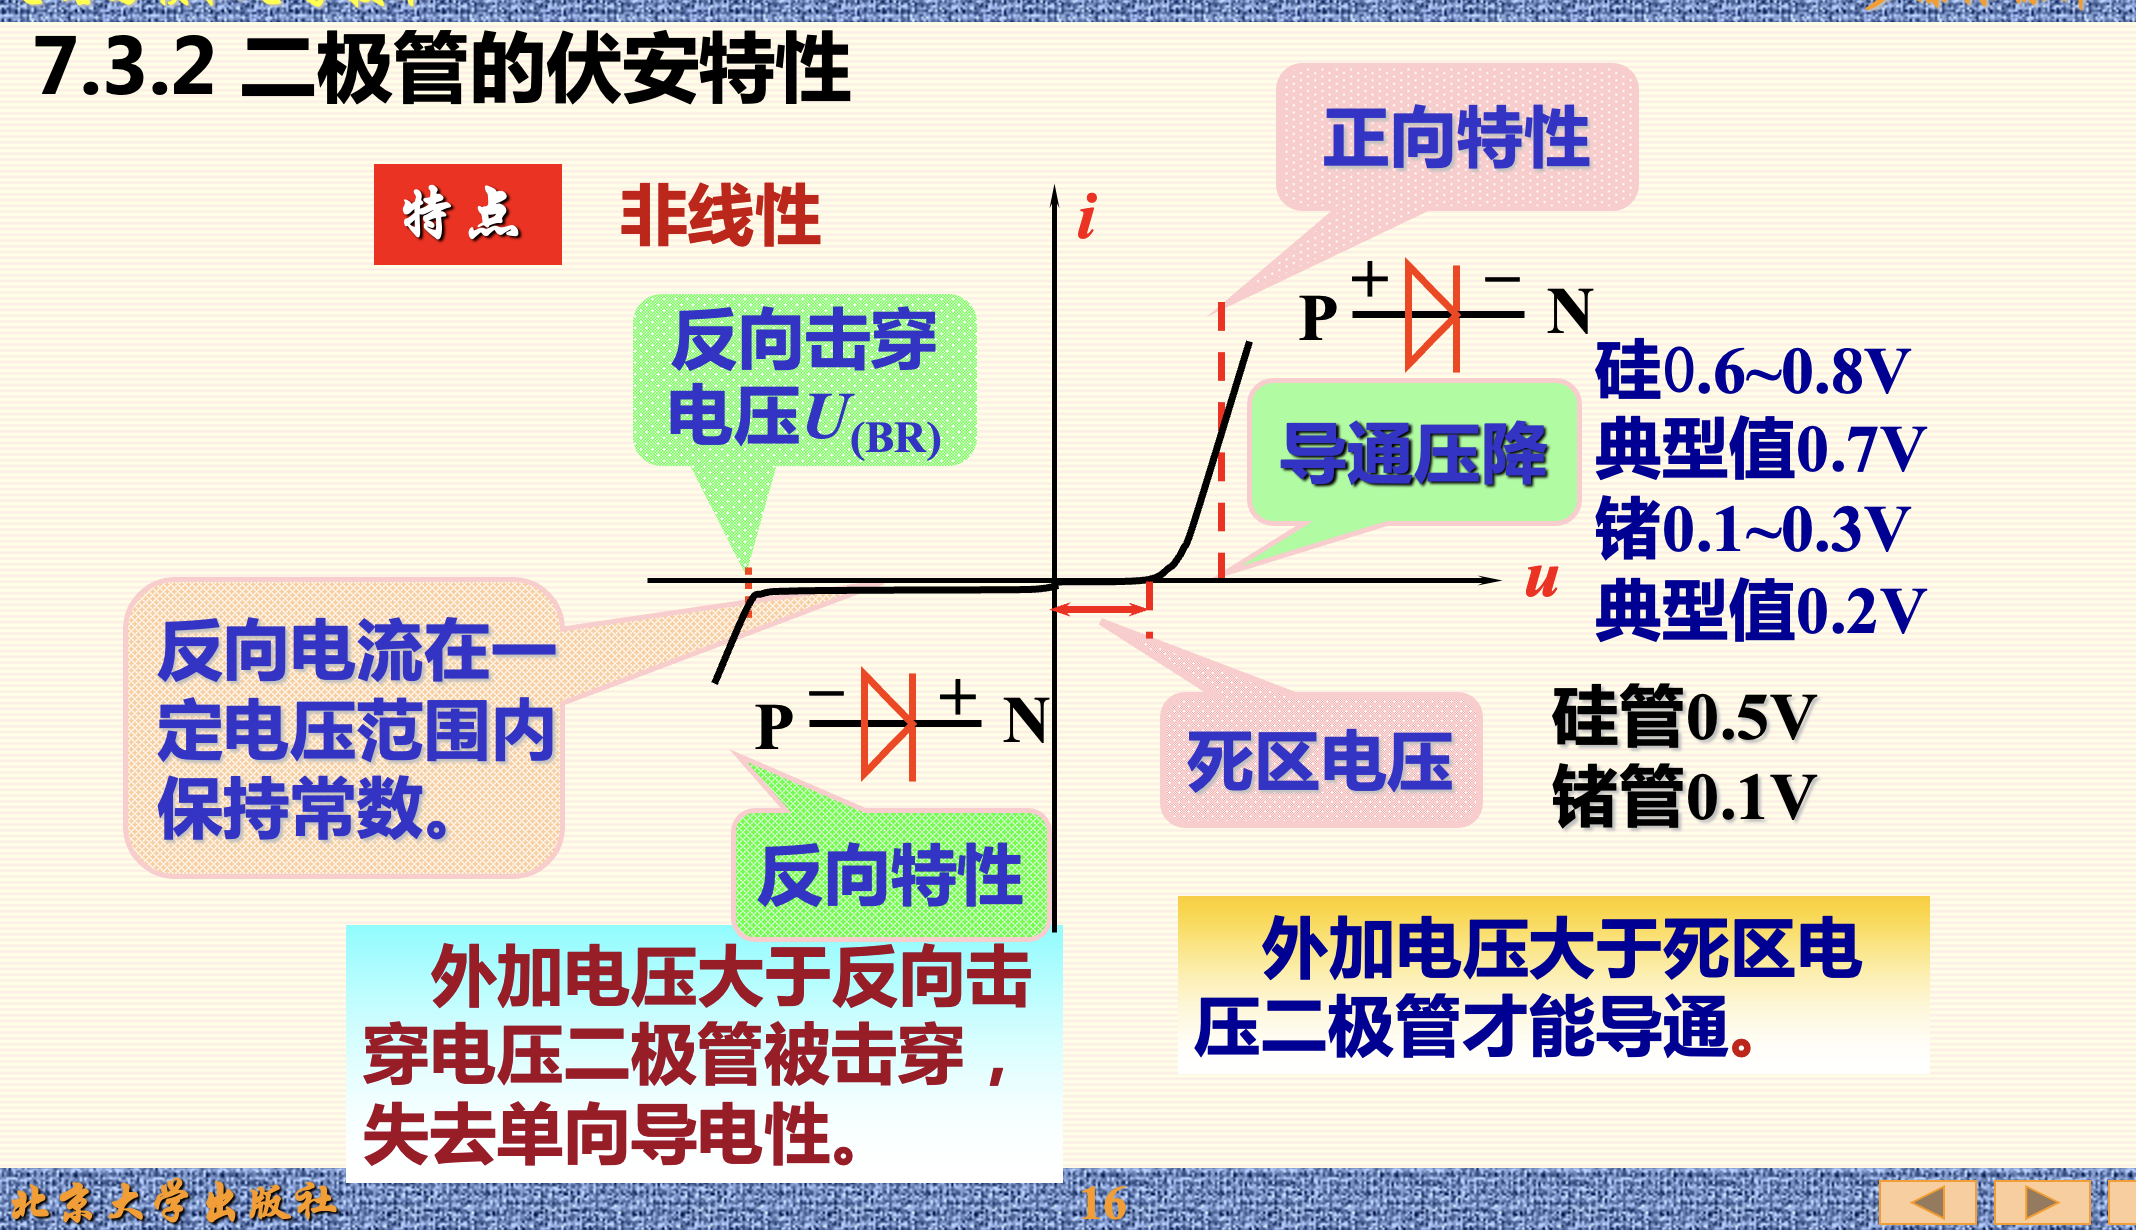 7.3.2 二极管的伏安特性
正向特性
特点
非线性
i
反向击穿
电压U(BR)
P + − N
硅0.6~0.8V
导通压降
典型值0.7V
锗0.1~0.3V
u
典型值0.2V
反向电流在一
定电压范围内
保持常数。
P − + N
硅管0.5V
死区电压
锗管0.1V
反向特性
外加电压大于反向击
穿电压二极管被击穿，
失去单向导电性。
外加电压大于死区电
压二极管才能导通。
北京大学出版社
16